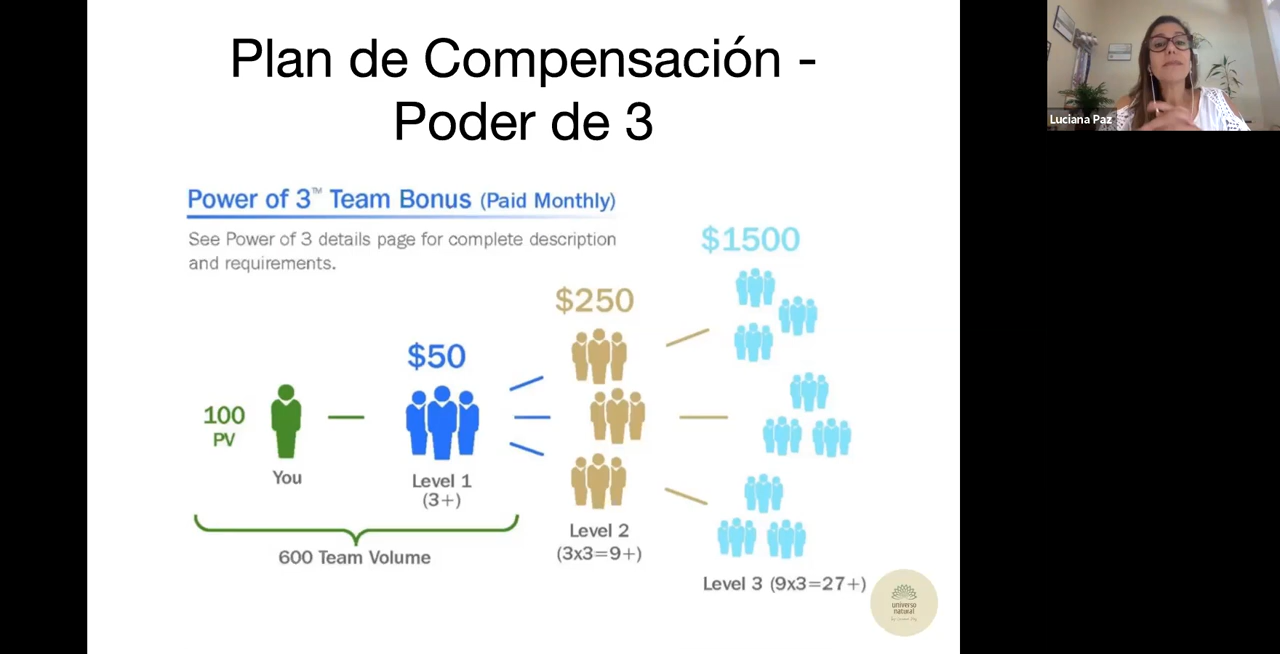 Plan de Compensación -
Poder de 3
Power of 3™ Team Bonus (Paid Monthly)
See Power of 3 details page for complete description
and requirements.
$1500
$250
$50
100
PV
You
Level 1
(3+)
Level 2
(3x3=9+)
600 Team Volume
Level 3 (9x3=27+)
universo
natural
Luciana Paz